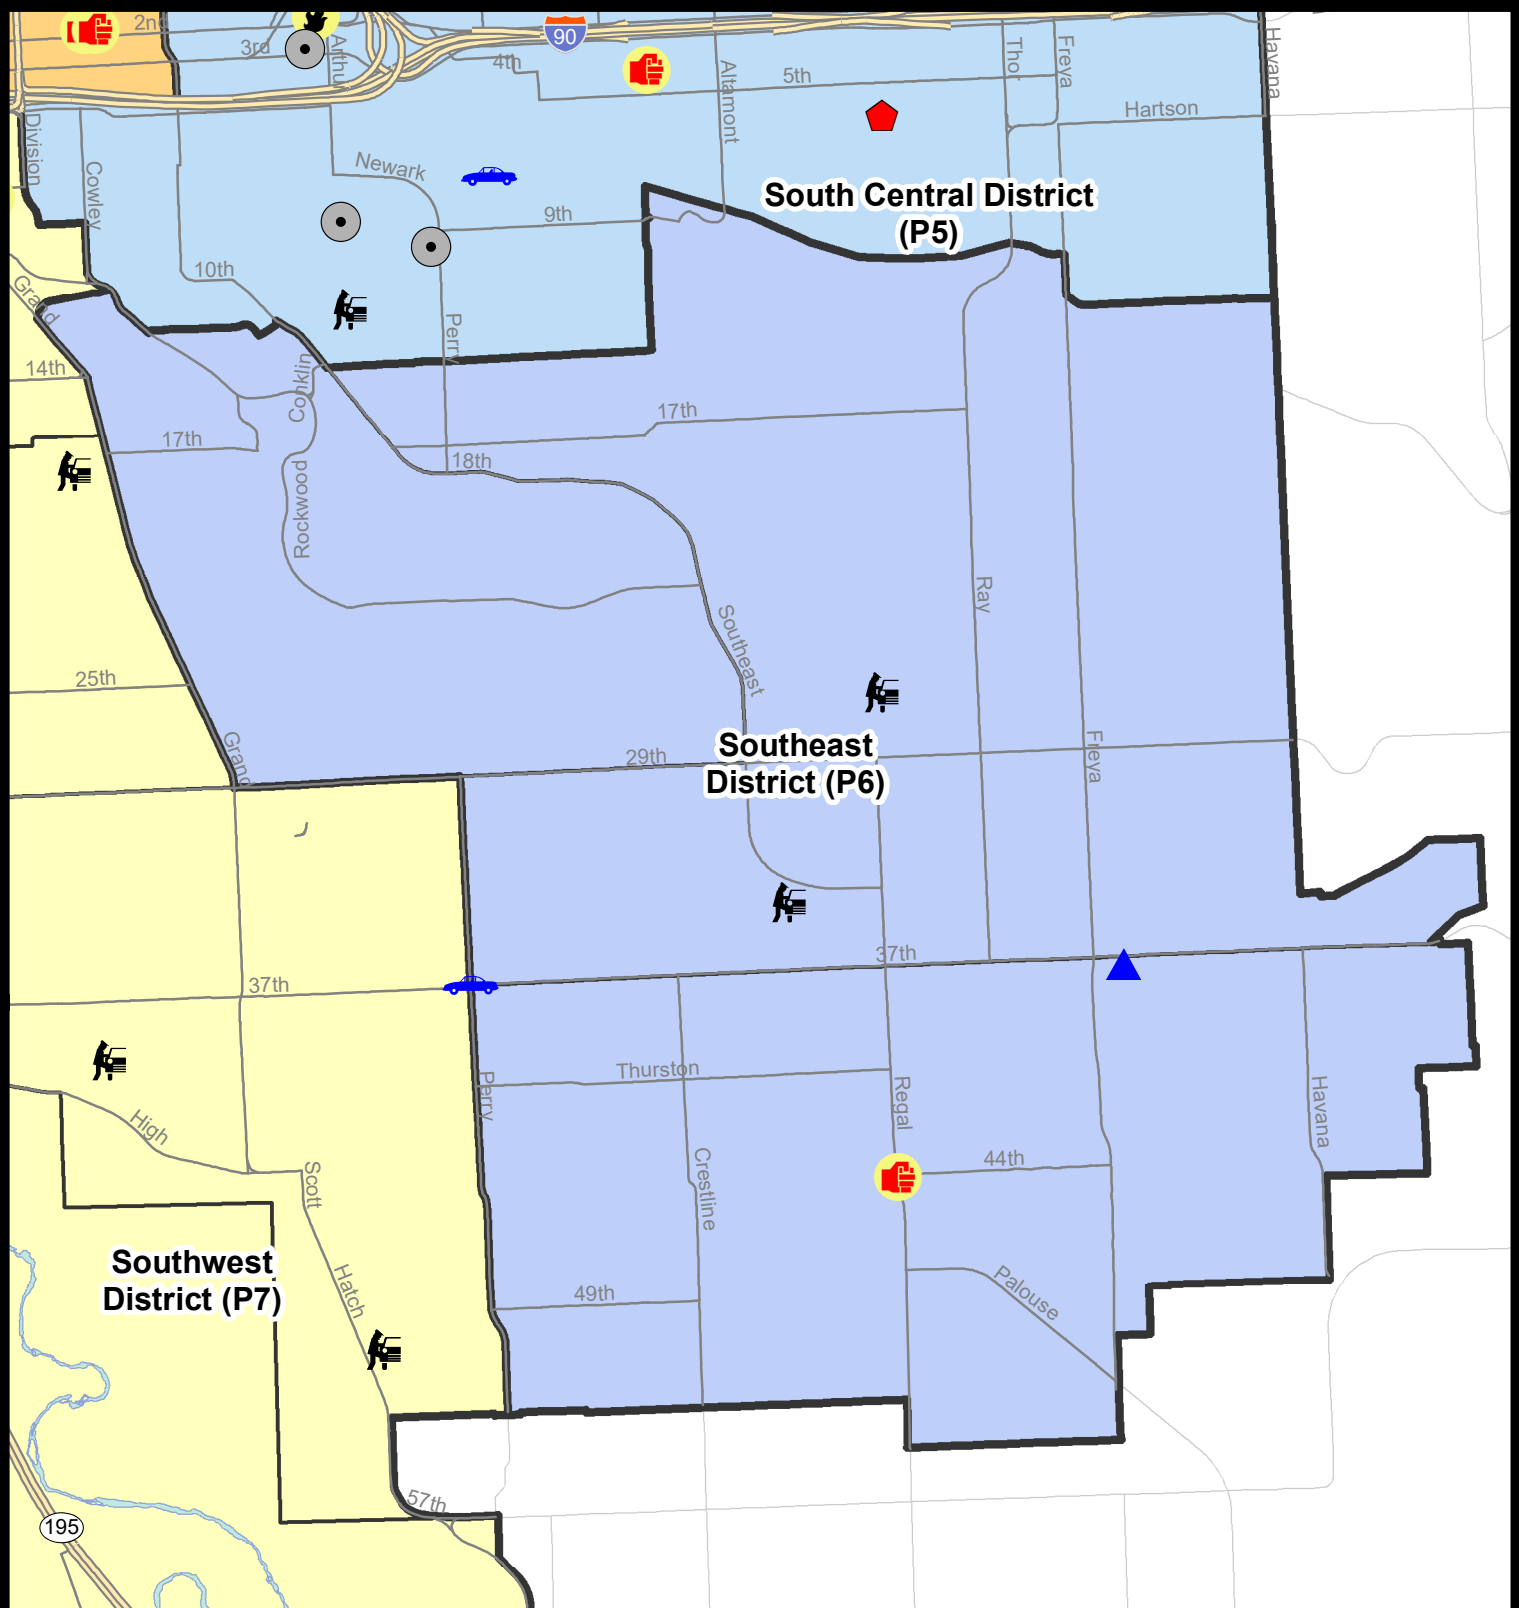 2nd
3rd
Arthur
90
4th
5th
Altamont
Thor
Freya
Havana
Hartson
Division
Cowley
Newark
9th
South Central District
(P5)
10th
Grand
Perry
14th
Conklin
17th
17th
18th
Rockwood
Southeast
Ray
25th
Grand
29th
Southeast
District (P6)
Freya
37th
37th
Thurston
Perry
Regal
Havana
High
Scott
Crestline
44th
Southwest
District (P7)
Hatch
49th
Palouse
57th
195